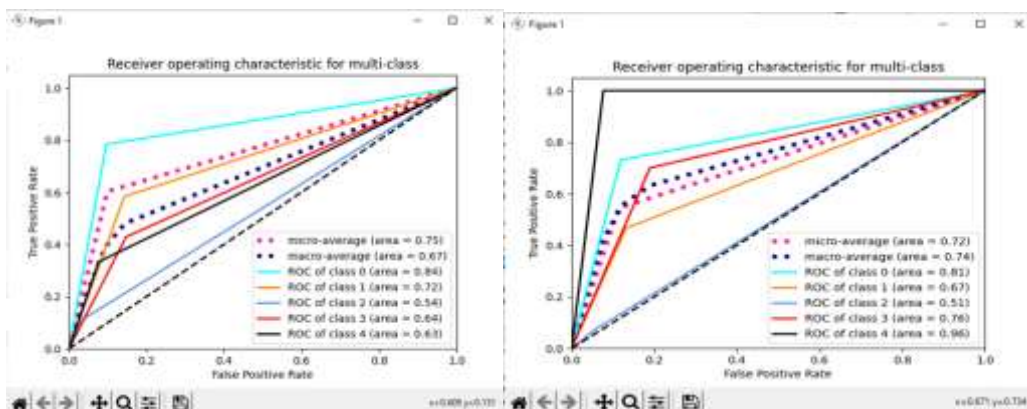 Figure 1
Receiver operating characteristic for multi-class
1.0
0.8
0.6
0.4
0.2
0.0
True Positive Rate
micro-average (area = 0.75)
macro-average (area = 0.67)
ROC of class 0 (area = 0.84)
ROC of class 1 (area = 0.72)
ROC of class 2 (area = 0.54)
ROC of class 3 (area = 0.64)
ROC of class 4 (area = 0.63)
0.0 0.2 0.4 0.6 0.8 1.0
False Positive Rate
Figure 1
Receiver operating characteristic for multi-class
1.0
0.8
0.6
0.4
0.2
0.0
True Positive Rate
micro-average (area = 0.72)
macro-average (area = 0.74)
ROC of class 0 (area = 0.81)
ROC of class 1 (area = 0.67)
ROC of class 2 (area = 0.51)
ROC of class 3 (area = 0.76)
ROC of class 4 (area = 0.96)
0.0 0.2 0.4 0.6 0.8 1.0
False Positive Rate
x=0.671 y=0.734